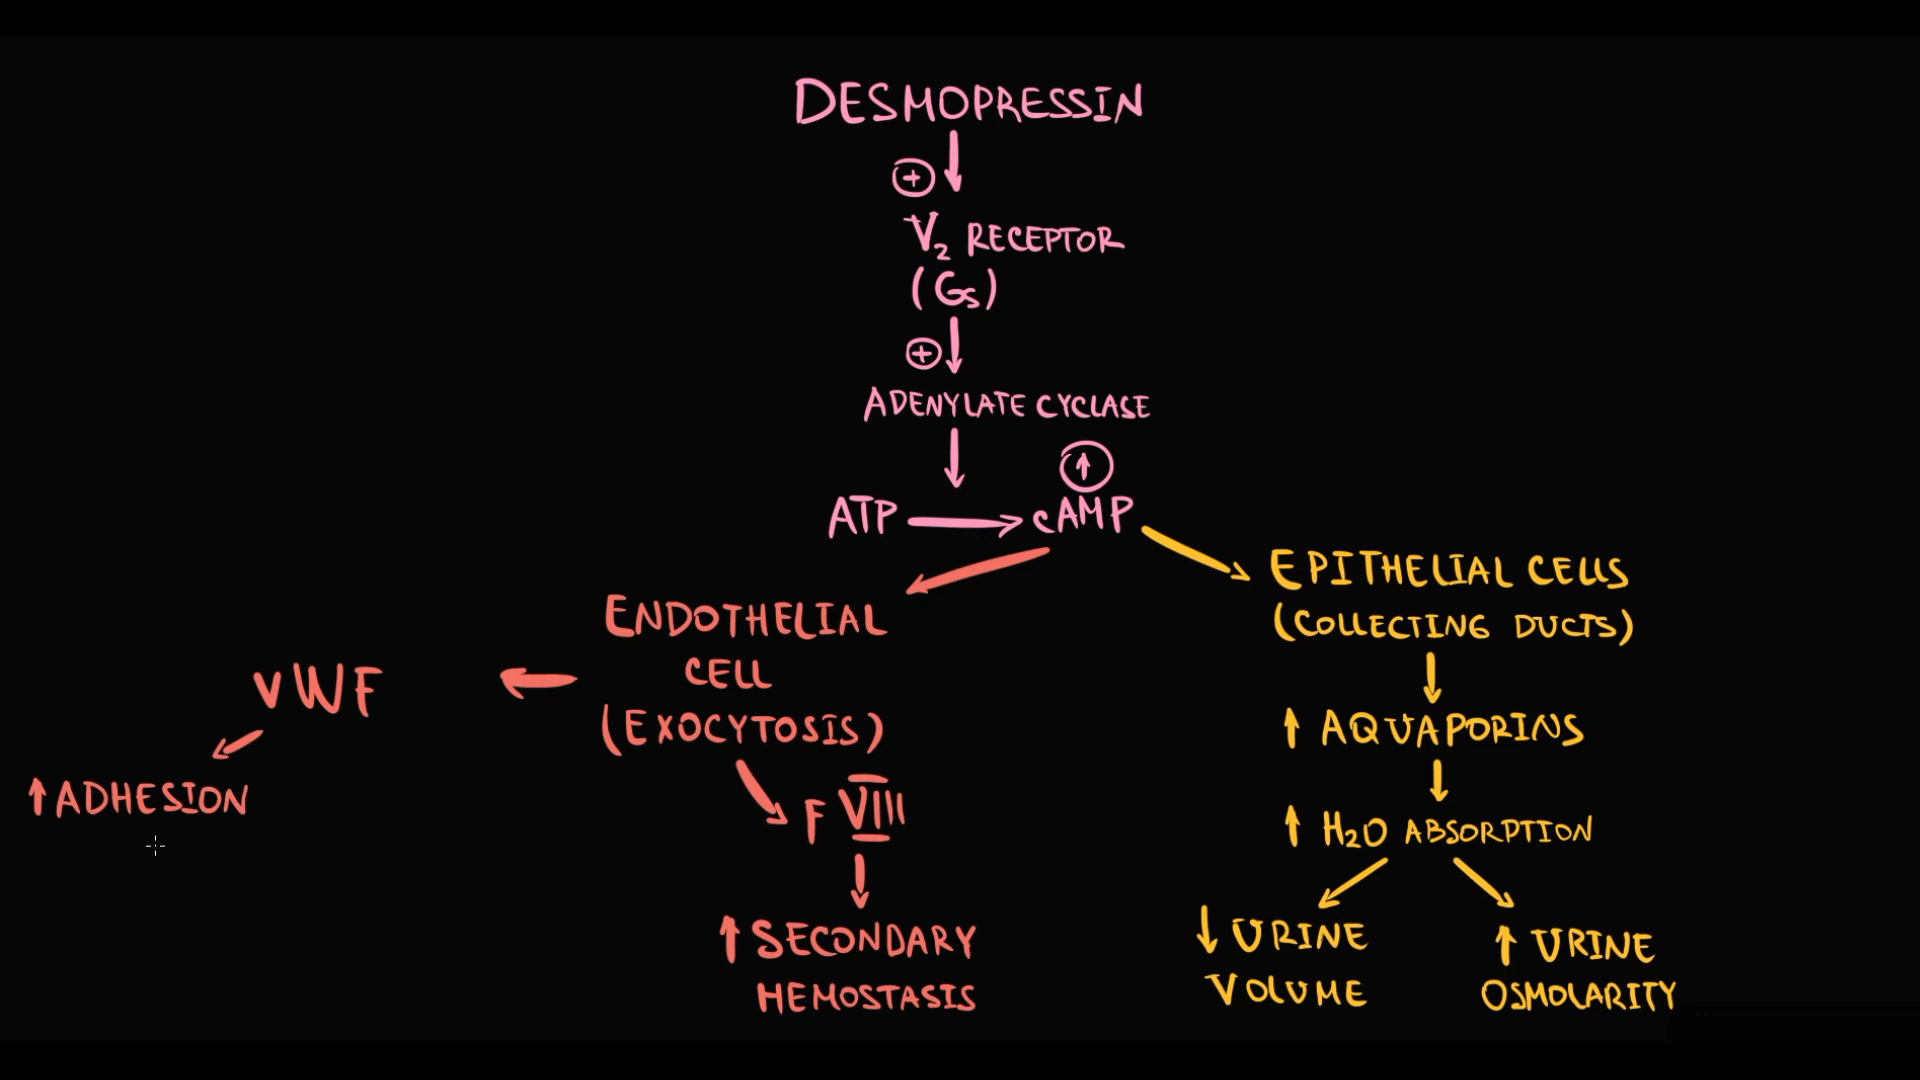 DESMOPRESSIN
+
V2 RECEPTOR
(Gs)
+
ADENYLATE CYCLASE
↑
ATP → cAMP
ENDOTHELIAL
CELL
(EXOCYTOSIS)
vWF
↑ ADHESION
F VIII
↑ SECONDARY
HEMOSTASIS
EPITHELIAL CELLS
(COLLECTING DUCTS)
↑ AQUAPORINS
↑ H2O ABSORPTION
↓ URINE
VOLUME
↑ URINE
OSMOLARITY